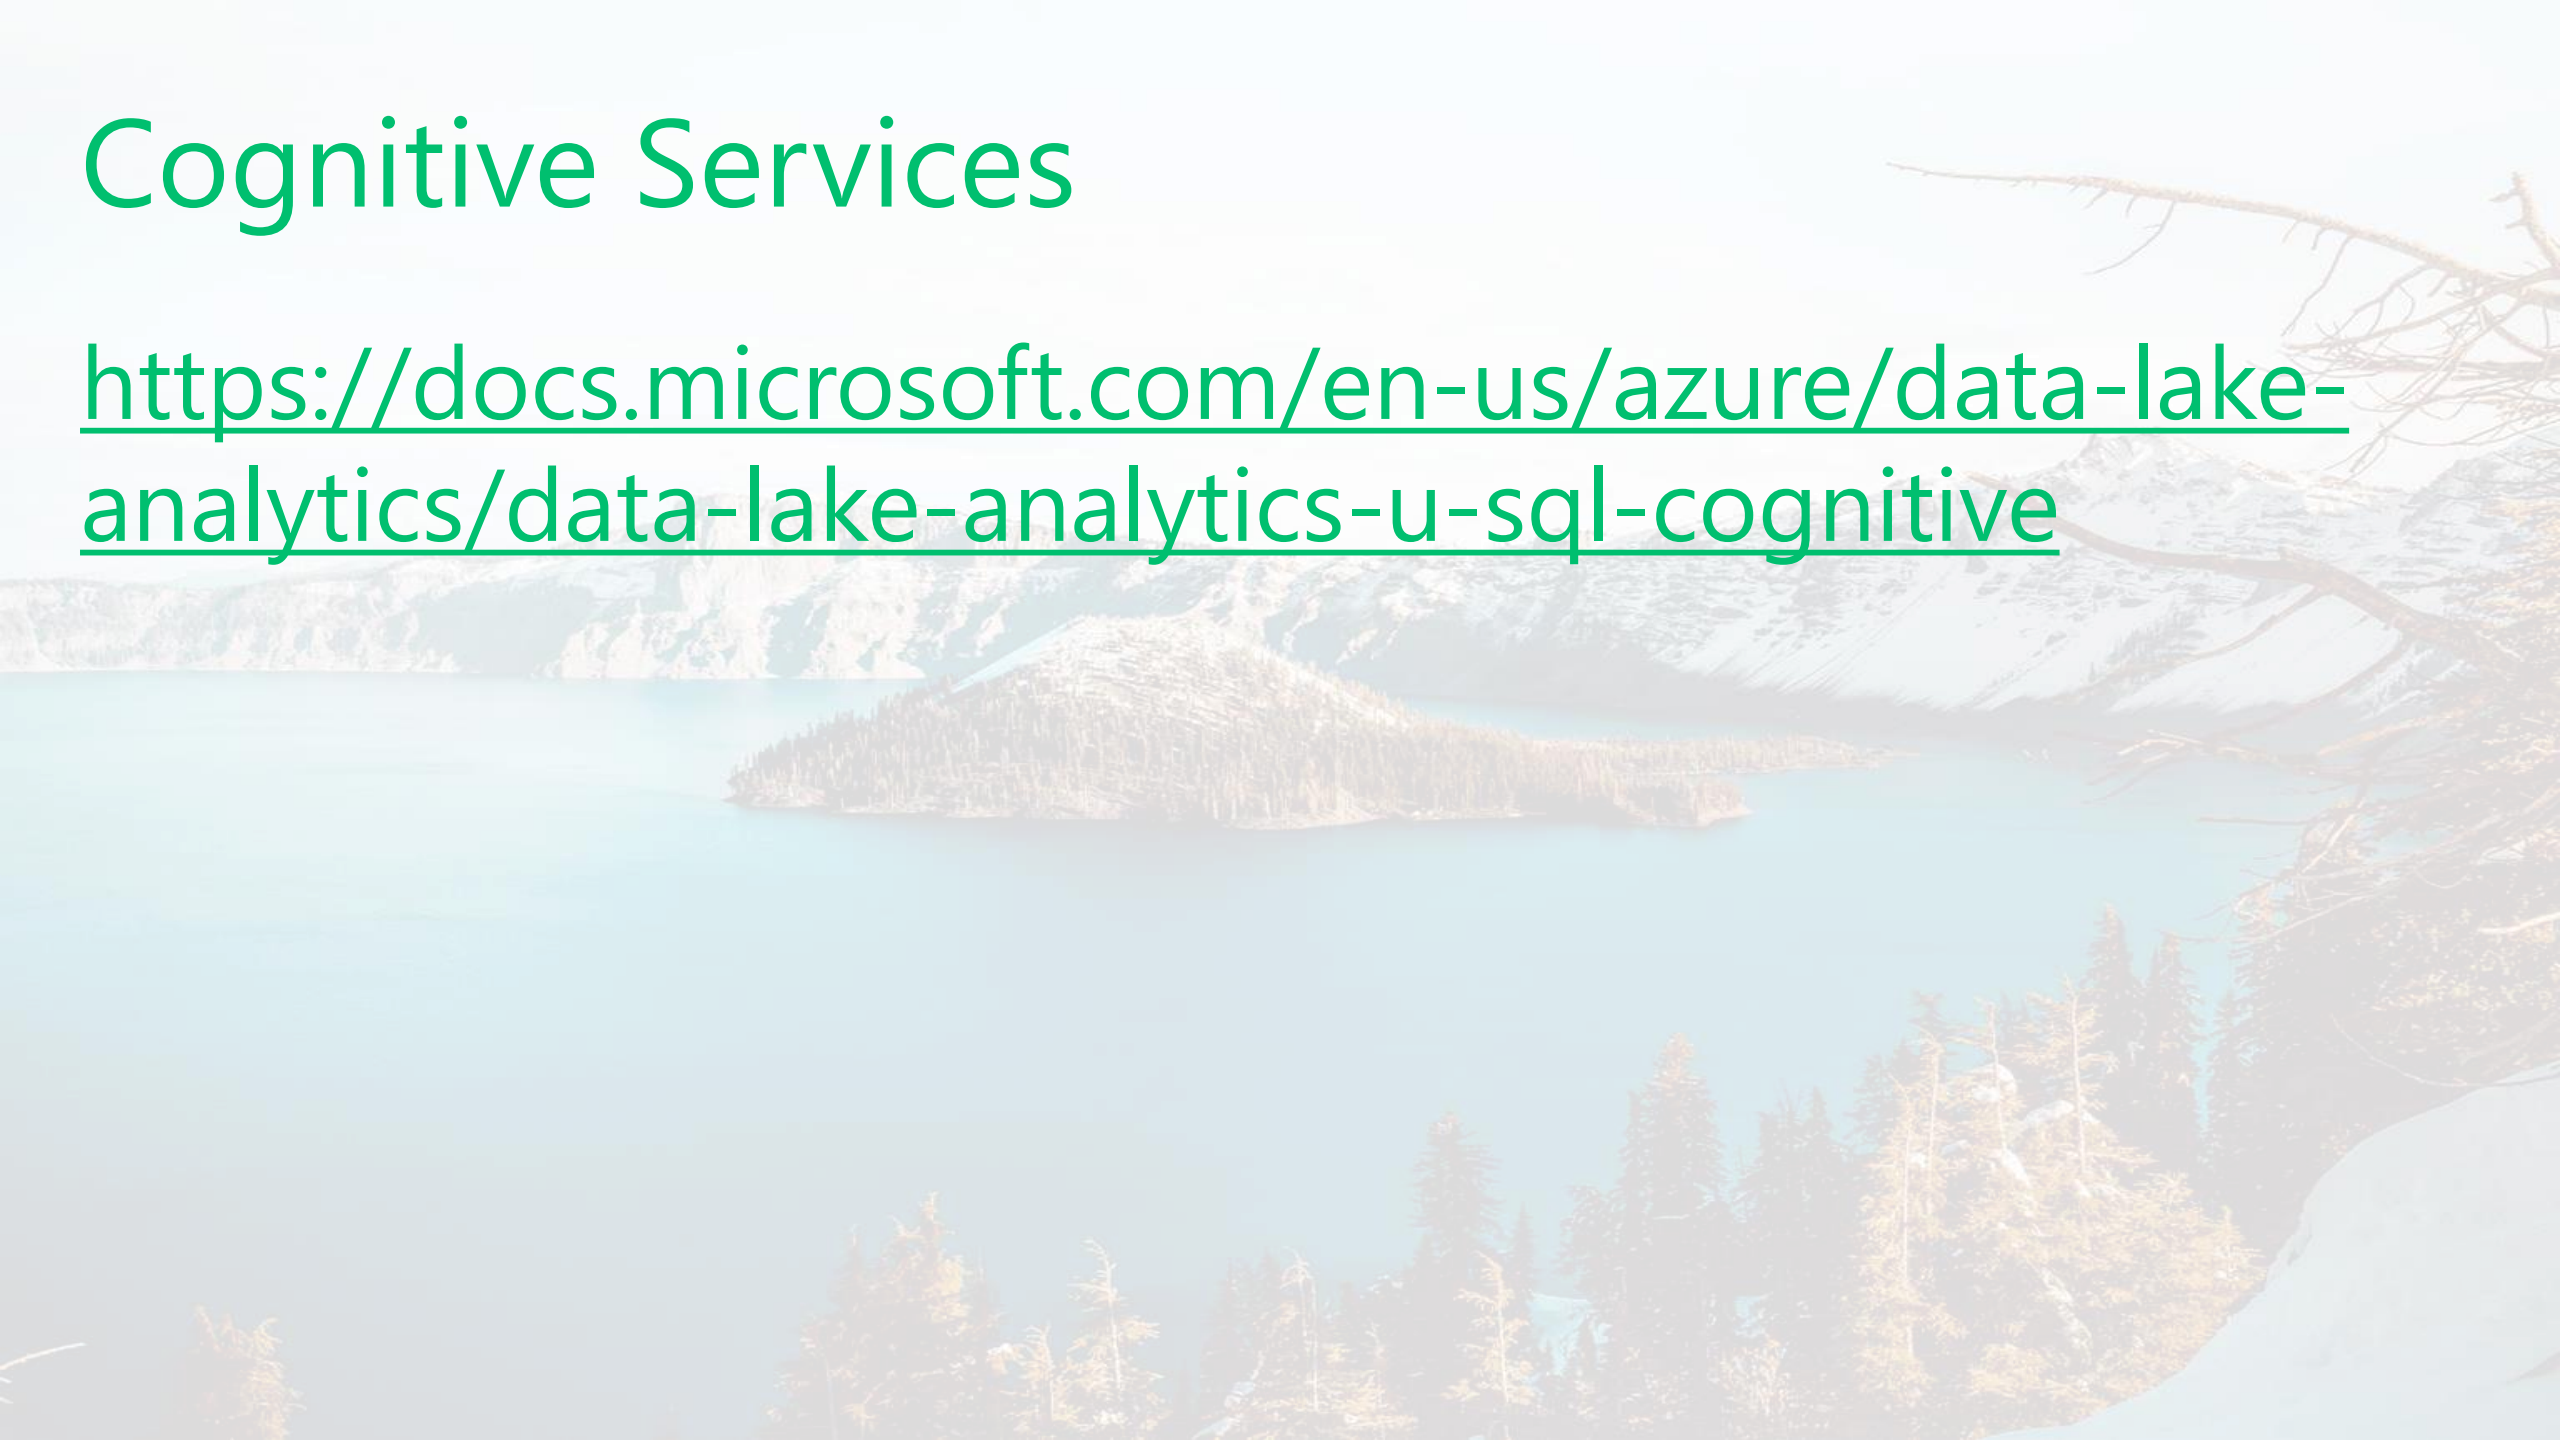 Cognitive Services
https://docs.microsoft.com/en-us/azure/data-lake-
analytics/data-lake-analytics-u-sql-cognitive